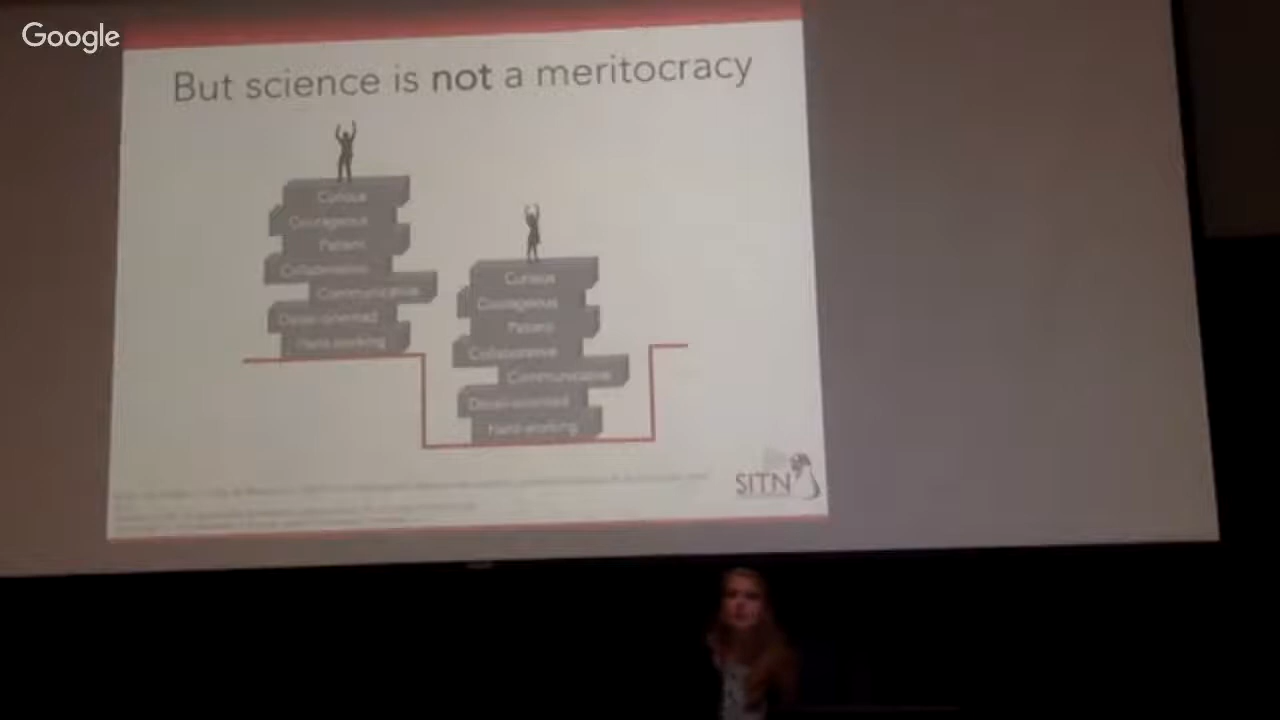 Google
But science is not a meritocracy
Curious
Courageous
Patient
Collaborative
Communicative
Detail-oriented
Hard-working
Curious
Courageous
Patient
Collaborative
Communicative
Detail-oriented
Hard-working
SITN